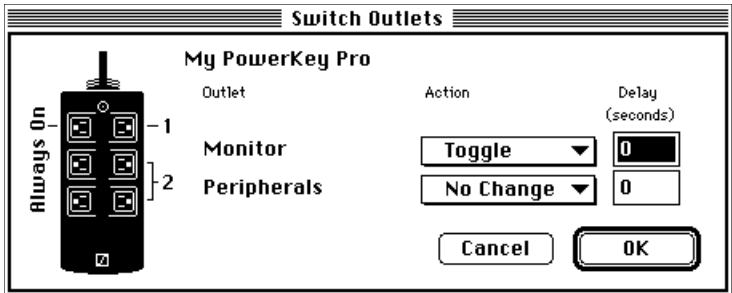 Switch Outlets
My PowerKey Pro
Outlet Action Delay (seconds)
Always On
1
2
Monitor Toggle 0
Peripherals No Change 0
Cancel OK